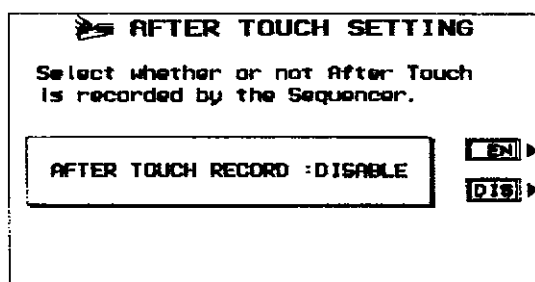 AFTER TOUCH SETTING
Select whether or not After Touch
is recorded by the Sequencer.
AFTER TOUCH RECORD :DISABLE
EN
DIS